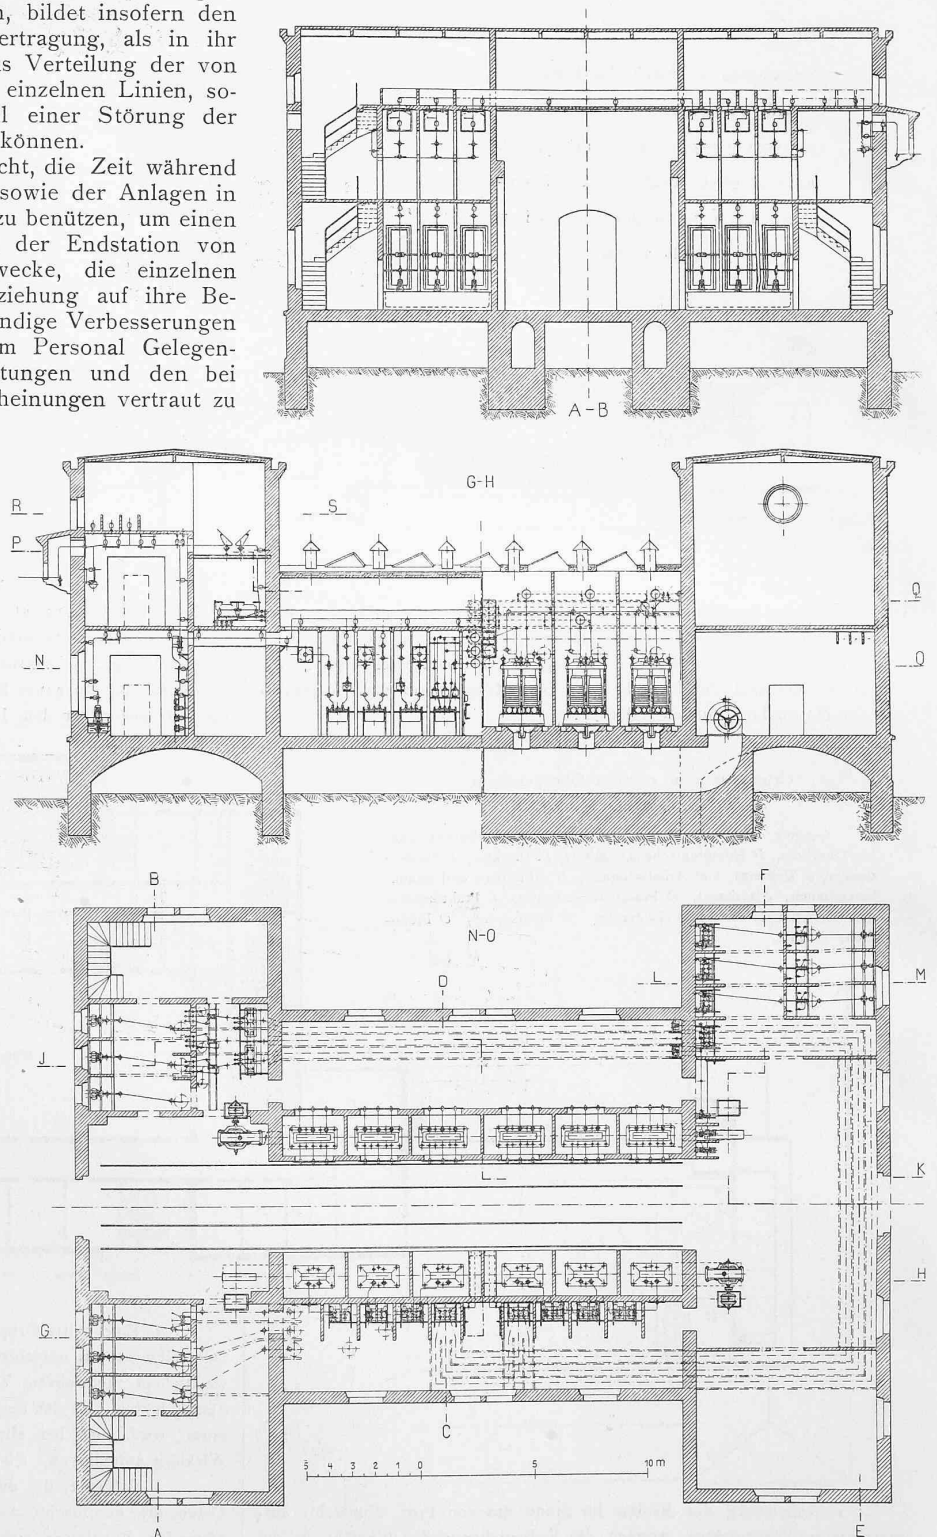 n, bildet insofern den
ertragung, als in ihr
ls Verteilung der von
einzelnen Linien, so-
l einer Störung der
können.
cht, die Zeit während
sowie der Anlagen in
zu benützen, um einen
der Endstation von
wecke, die einzelnen
ziehung auf ihre Be-
ndige Verbesserungen
m Personal Gelegen-
tungen und den bei
heinungen vertraut zu
A-B
G-H
R
S
P
Q
N
O
B
F
N-O
D
L
M
J
K
H
G
C
5 4 3 2 1 0 5 10 m
A
E